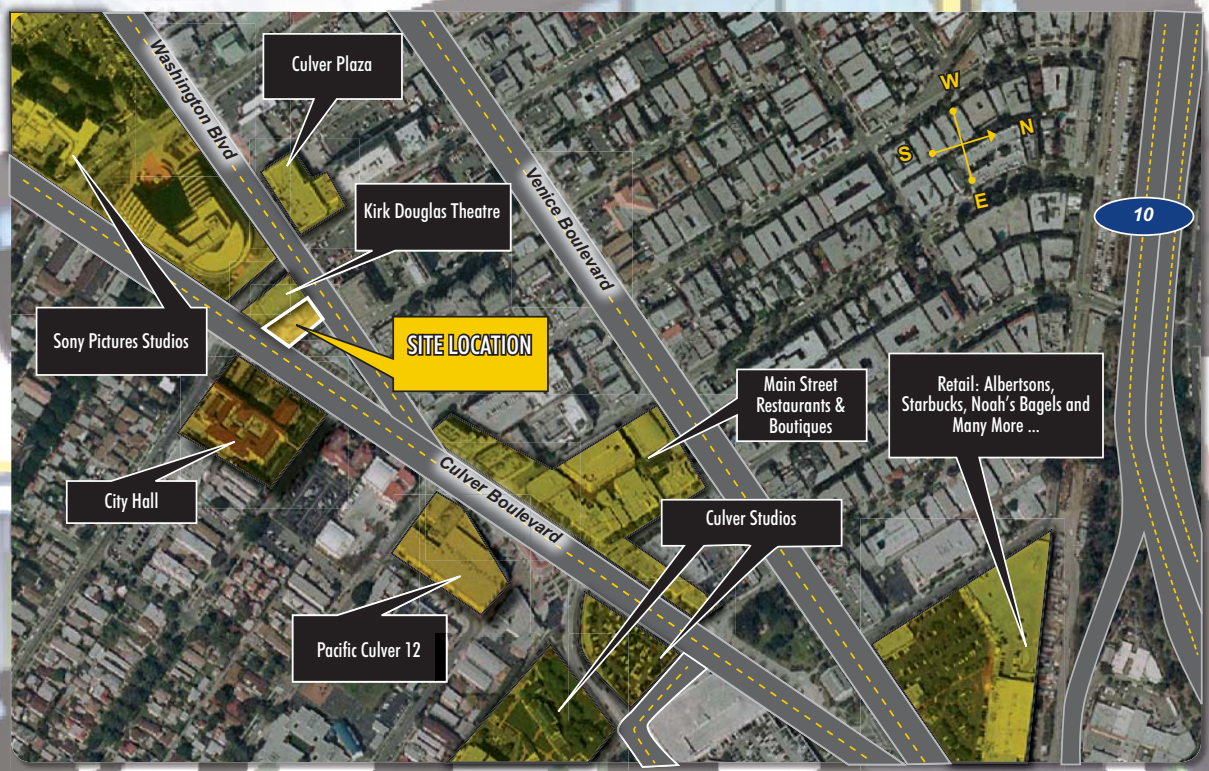 Washington Blvd
Culver Plaza
Kirk Douglas Theatre
Venice Boulevard
W
S
N
E
10
Sony Pictures Studios
SITE LOCATION
Main Street
Restaurants &
Boutiques
Retail: Albertsons,
Starbucks, Noah's Bagels and
Many More ...
City Hall
Culver Boulevard
Culver Studios
Pacific Culver 12